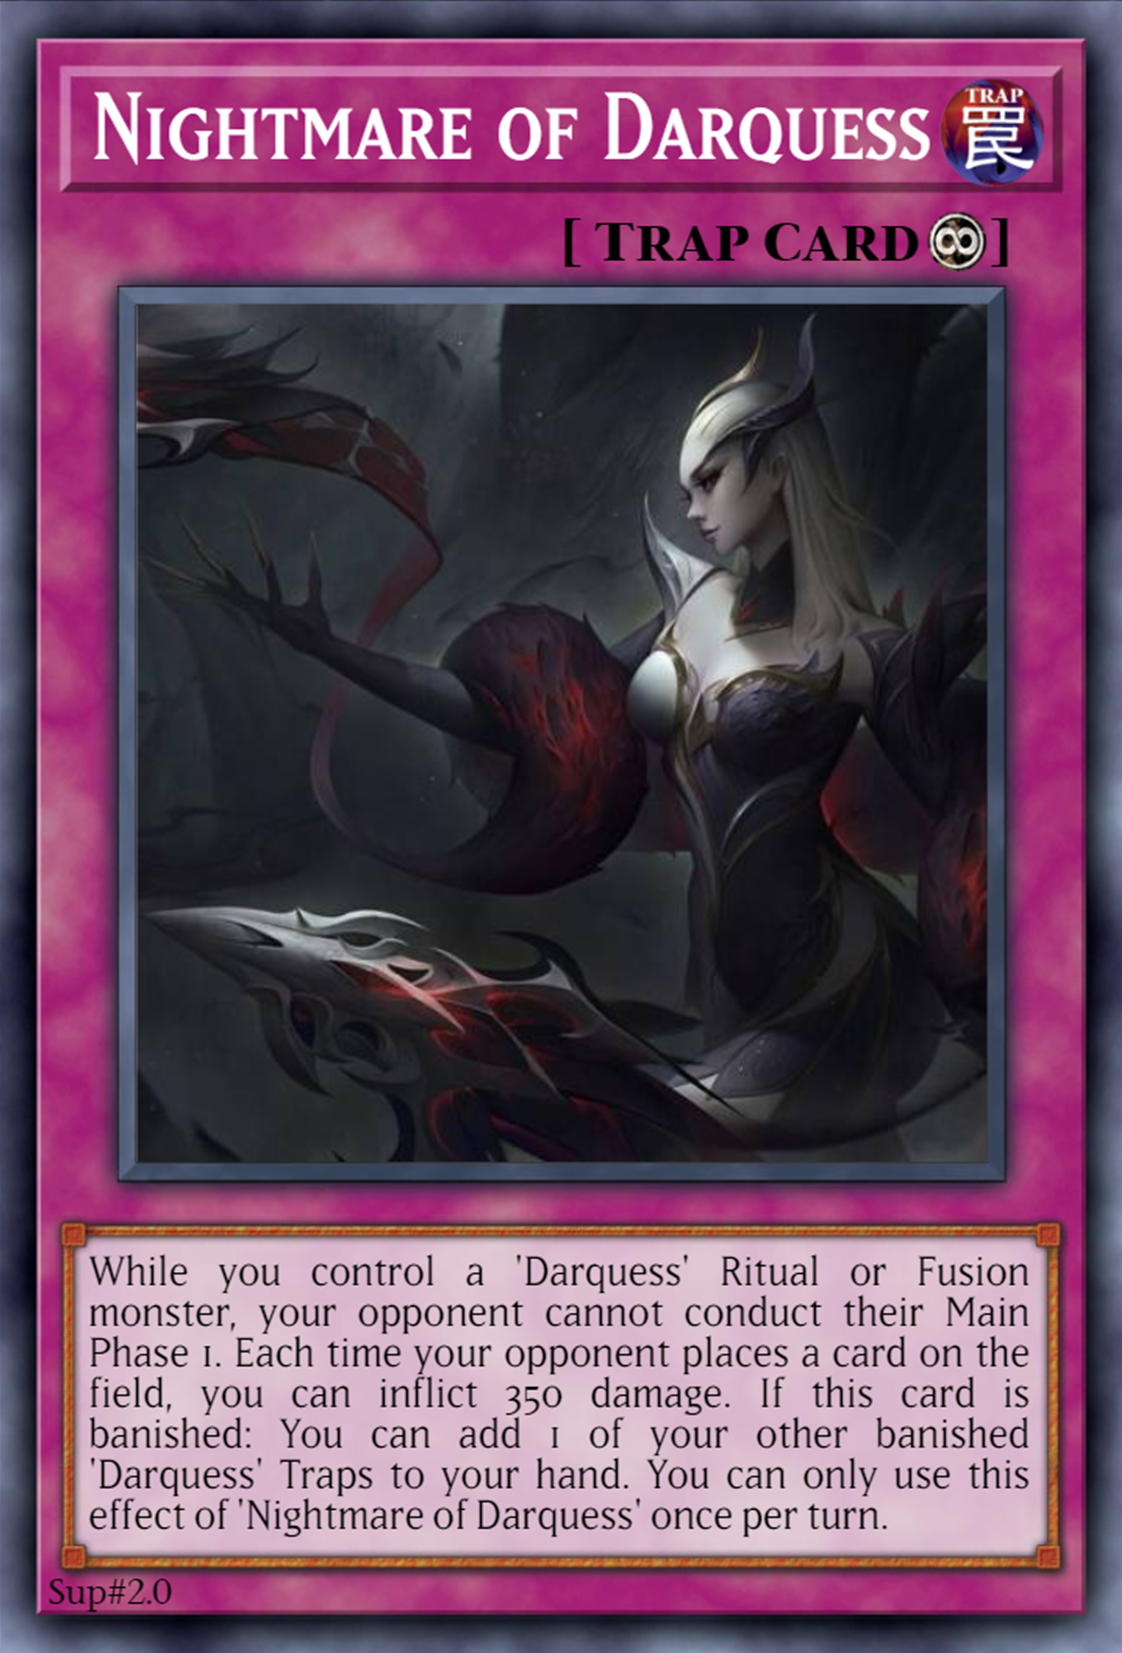 Nightmare of Darquess
TRAP
罠
[ Trap Card ]
While you control a 'Darquess' Ritual or Fusion
monster, your opponent cannot conduct their Main
Phase 1. Each time your opponent places a card on the
field, you can inflict 350 damage. If this card is
banished: You can add 1 of your other banished
'Darquess' Traps to your hand. You can only use this
effect of 'Nightmare of Darquess' once per turn.
Sup#2.0